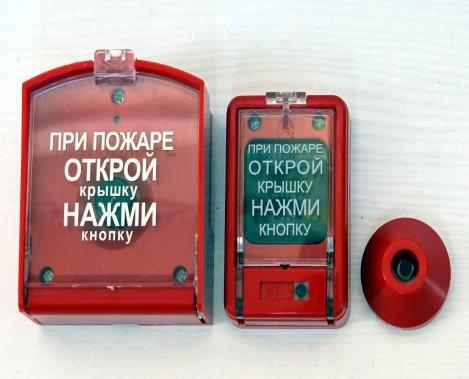 ПРИ ПОЖАРЕ
ОТКРОЙ
крышку
НАЖМИ
кнопку
ПРИ ПОЖАРЕ
ОТКРОЙ
КРЫШКУ
НАЖМИ
КНОПКУ